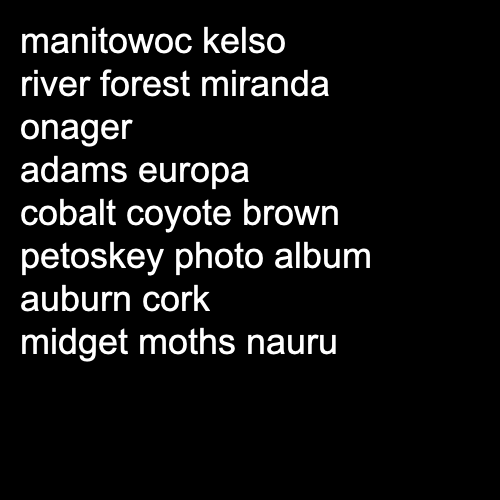 manitowoc kelso
river forest miranda
onager
adams europa
cobalt coyote brown
petoskey photo album
auburn cork
midget moths nauru